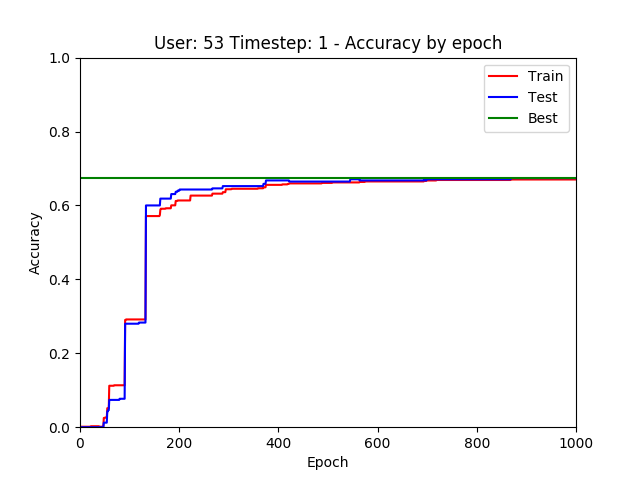 User: 53 Timestep: 1 - Accuracy by epoch
1.0
0.8
0.6
0.4
0.2
0.0
Accuracy
Train
Test
Best
0 200 400 600 800 1000
Epoch